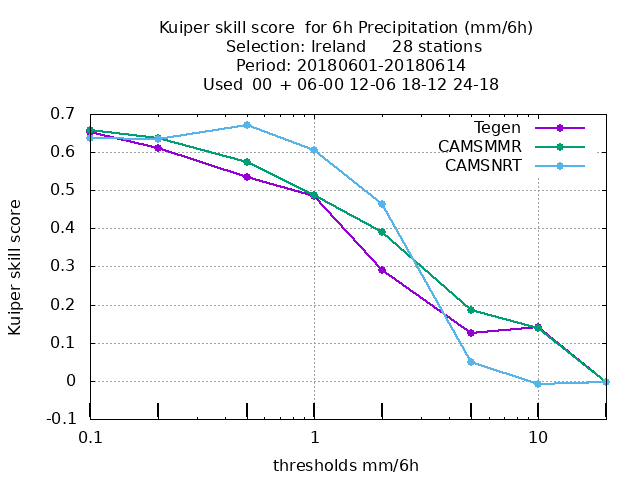 Kuiper skill score  for 6h Precipitation (mm/6h)
Selection: Ireland     28 stations
Period: 20180601-20180614
Used  00  + 06-00 12-06 18-12 24-18
Tegen
CAMSMMR
CAMSNRT
0.7
0.6
0.5
0.4
0.3
0.2
0.1
0
-0.1
Kuiper skill score
0.1 1 10
thresholds mm/6h